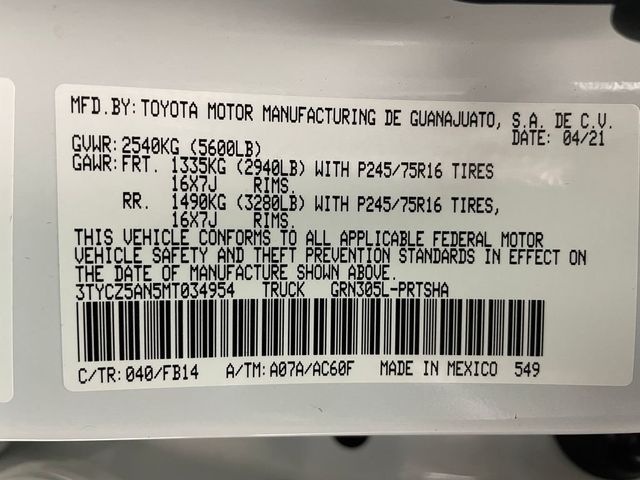 MFD.BY: TOYOTA MOTOR MANUFACTURING DE GUANAJUATO, S.A. DE C.V.
DATE: 04/21
GVWR: 2540KG (5600LB)
GAWR: FRT. 1335KG (2940LB) WITH P245/75R16 TIRES
16X7J RIMS.
RR. 1490KG (3280LB) WITH P245/75R16 TIRES,
16X7J RIMS.
THIS VEHICLE CONFORMS TO ALL APPLICABLE FEDERAL MOTOR
VEHICLE SAFETY AND THEFT PREVENTION STANDARDS IN EFFECT ON
THE DATE OF MANUFACTURE SHOWN ABOVE.
3TYCZ5AN5MT034954 TRUCK GRN305L-PRTSHA
C/TR: 040/FB14 A/TM: A07A/AC60F MADE IN MEXICO 549